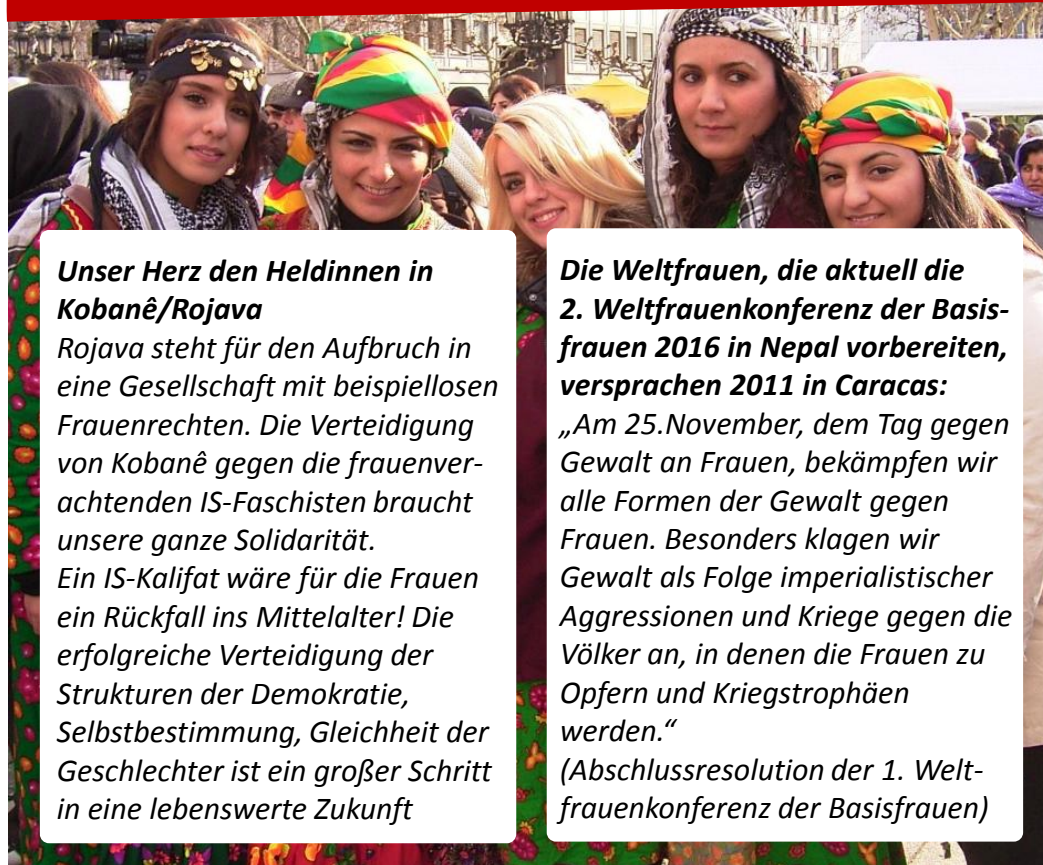 Unser Herz den Heldinnen in
Kobanê/Rojava
Rojava steht für den Aufbruch in
eine Gesellschaft mit beispiellosen
Frauenrechten. Die Verteidigung
von Kobanê gegen die frauenver-
achtenden IS-Faschisten braucht
unsere ganze Solidarität.
Ein IS-Kalifat wäre für die Frauen
ein Rückfall ins Mittelalter! Die
erfolgreiche Verteidigung der
Strukturen der Demokratie,
Selbstbestimmung, Gleichheit der
Geschlechter ist ein großer Schritt
in eine lebenswerte Zukunft
Die Weltfrauen, die aktuell die
2. Weltfrauenkonferenz der Basis-
frauen 2016 in Nepal vorbereiten,
versprachen 2011 in Caracas:
„Am 25.November, dem Tag gegen
Gewalt an Frauen, bekämpfen wir
alle Formen der Gewalt gegen
Frauen. Besonders klagen wir
Gewalt als Folge imperialistischer
Aggressionen und Kriege gegen die
Völker an, in denen die Frauen zu
Opfern und Kriegstrophäen
werden.“
(Abschlussresolution der 1. Welt-
frauenkonferenz der Basisfrauen)